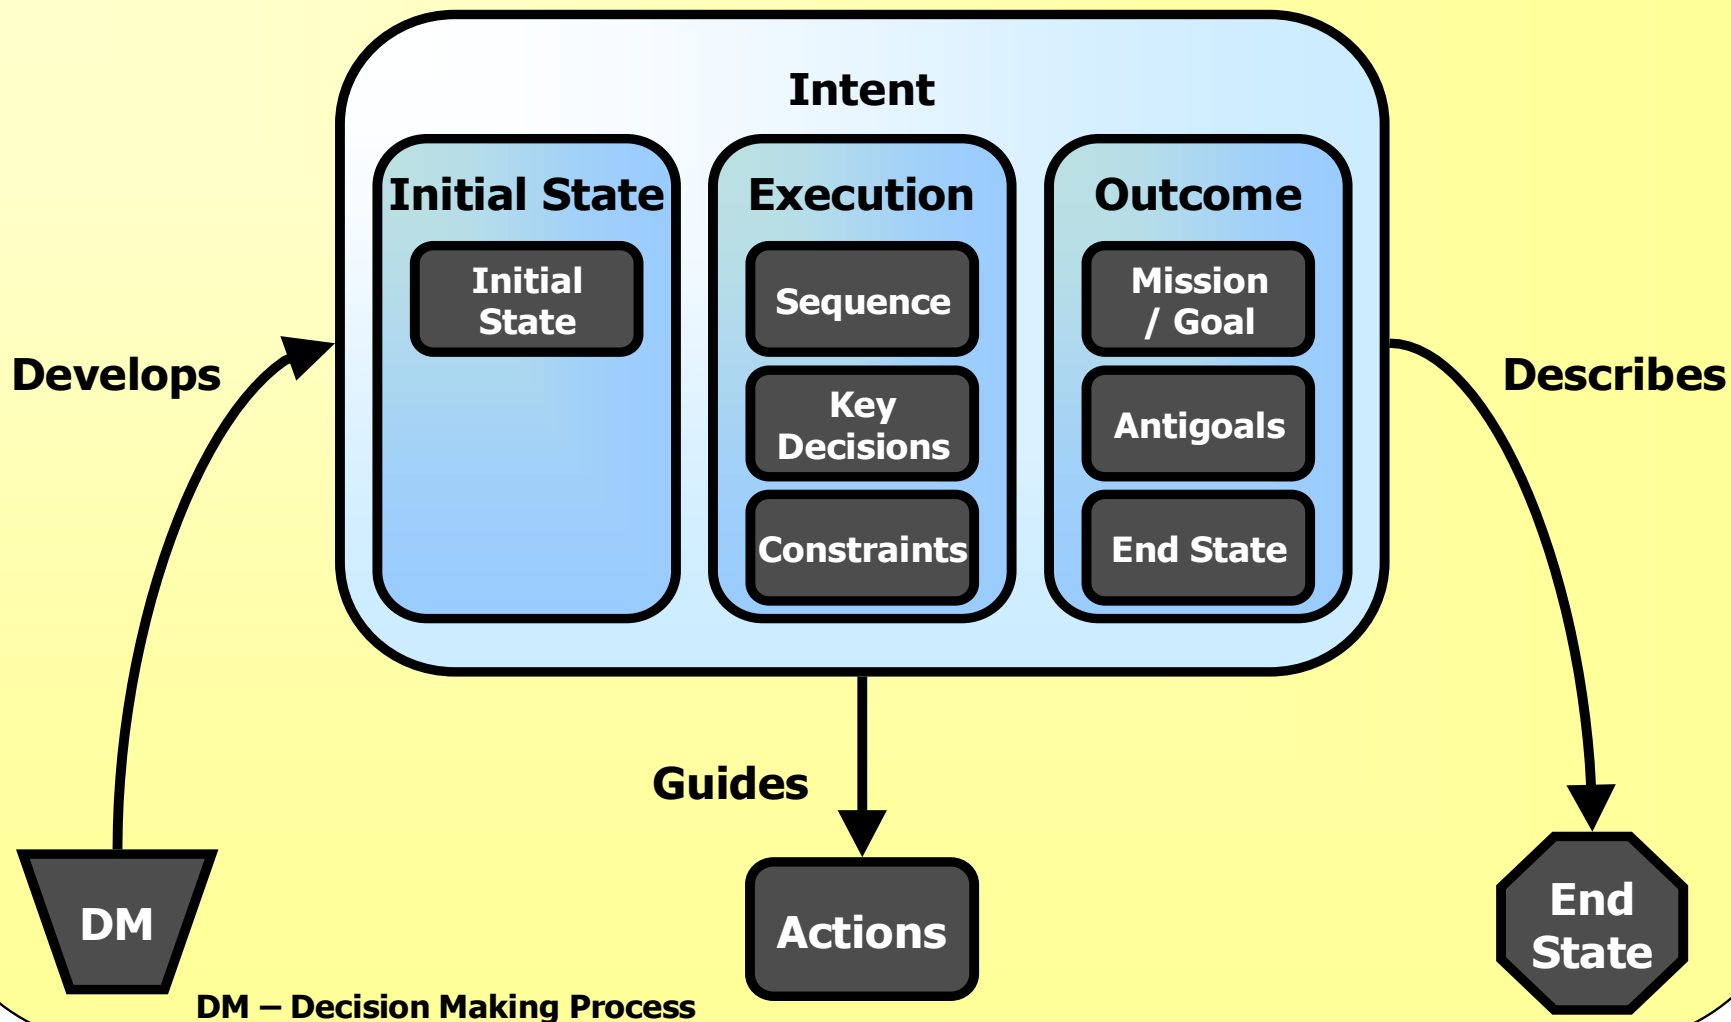 Intent
Initial State
Initial
State
Execution
Sequence
Key
Decisions
Constraints
Outcome
Mission
/ Goal
Antigoals
End State
Develops
Describes
Guides
DM
Actions
End
State
DM – Decision Making Process